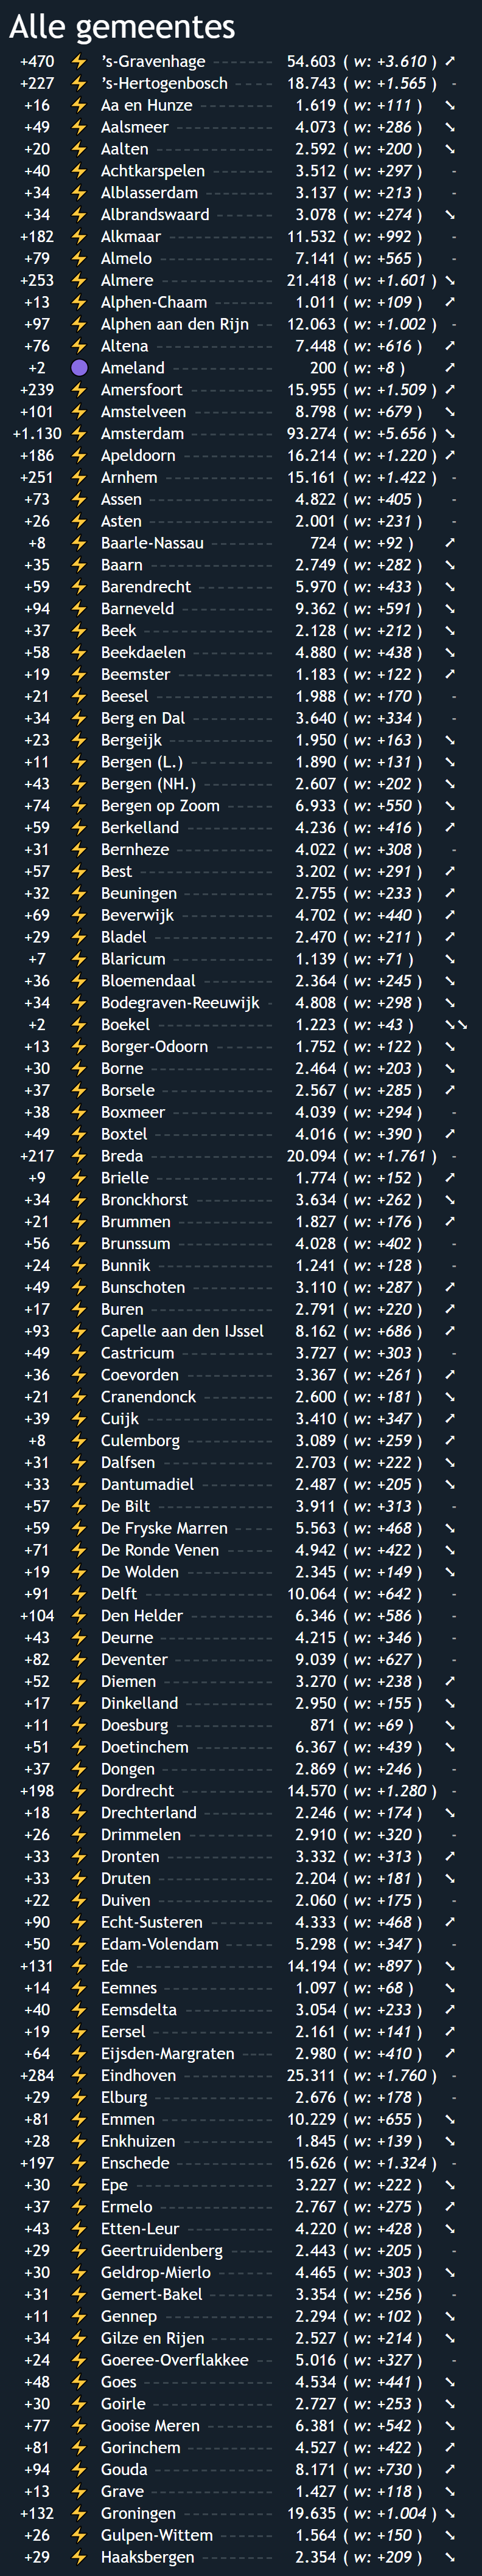 Alle gemeentes
+470 ⚡ ’s-Gravenhage 54.603 ( w: +3.610 ) ➚
+227 ⚡ ’s-Hertogenbosch 18.743 ( w: +1.565 ) -
+16 ⚡ Aa en Hunze 1.619 ( w: +111 ) ➘
+49 ⚡ Aalsmeer 4.073 ( w: +286 ) ➘
+20 ⚡ Aalten 2.592 ( w: +200 ) ➘
+40 ⚡ Achtkarspelen 3.512 ( w: +297 ) -
+34 ⚡ Alblasserdam 3.137 ( w: +213 ) -
+34 ⚡ Albrandswaard 3.078 ( w: +274 ) ➘
+182 ⚡ Alkmaar 11.532 ( w: +992 ) -
+79 ⚡ Almelo 7.141 ( w: +565 ) -
+253 ⚡ Almere 21.418 ( w: +1.601 ) ➘
+13 ⚡ Alphen-Chaam 1.011 ( w: +109 ) ➚
+97 ⚡ Alphen aan den Rijn 12.063 ( w: +1.002 ) -
+76 ⚡ Altena 7.448 ( w: +616 ) ➚
+2 🟣 Ameland 200 ( w: +8 ) ➚
+239 ⚡ Amersfoort 15.955 ( w: +1.509 ) ➚
+101 ⚡ Amstelveen 8.798 ( w: +679 ) ➘
+1.130 ⚡ Amsterdam 93.274 ( w: +5.656 ) ➘
+186 ⚡ Apeldoorn 16.214 ( w: +1.220 ) ➚
+251 ⚡ Arnhem 15.161 ( w: +1.422 ) -
+73 ⚡ Assen 4.822 ( w: +405 ) -
+26 ⚡ Asten 2.001 ( w: +231 ) -
+8 ⚡ Baarle-Nassau 724 ( w: +92 ) ➚
+35 ⚡ Baarn 2.749 ( w: +282 ) ➘
+59 ⚡ Barendrecht 5.970 ( w: +433 ) ➘
+94 ⚡ Barneveld 9.362 ( w: +591 ) ➘
+37 ⚡ Beek 2.128 ( w: +212 ) ➘
+58 ⚡ Beekdaelen 4.880 ( w: +438 ) ➘
+19 ⚡ Beemster 1.183 ( w: +122 ) ➚
+21 ⚡ Beesel 1.988 ( w: +170 ) -
+34 ⚡ Berg en Dal 3.640 ( w: +334 ) -
+23 ⚡ Bergeijk 1.950 ( w: +163 ) ➘
+11 ⚡ Bergen (L.) 1.890 ( w: +131 ) ➘
+43 ⚡ Bergen (NH.) 2.607 ( w: +202 ) ➘
+74 ⚡ Bergen op Zoom 6.933 ( w: +550 ) ➘
+59 ⚡ Berkelland 4.236 ( w: +416 ) ➚
+31 ⚡ Bernheze 4.022 ( w: +308 ) -
+57 ⚡ Best 3.202 ( w: +291 ) ➚
+32 ⚡ Beuningen 2.755 ( w: +233 ) ➚
+69 ⚡ Beverwijk 4.702 ( w: +440 ) ➚
+29 ⚡ Bladel 2.470 ( w: +211 ) ➚
+7 ⚡ Blaricum 1.139 ( w: +71 ) ➘
+36 ⚡ Bloemendaal 2.364 ( w: +245 ) ➘
+34 ⚡ Bodegraven-Reeuwijk 4.808 ( w: +298 ) ➘
+2 ⚡ Boekel 1.223 ( w: +43 ) ➘➘
+13 ⚡ Borger-Odoorn 1.752 ( w: +122 ) ➘
+30 ⚡ Borne 2.464 ( w: +203 ) ➘
+37 ⚡ Borsele 2.567 ( w: +285 ) ➚
+38 ⚡ Boxmeer 4.039 ( w: +294 ) -
+49 ⚡ Boxtel 4.016 ( w: +390 ) ➚
+217 ⚡ Breda 20.094 ( w: +1.761 ) -
+9 ⚡ Brielle 1.774 ( w: +152 ) ➚
+34 ⚡ Bronckhorst 3.634 ( w: +262 ) ➘
+21 ⚡ Brummen 1.827 ( w: +176 ) ➚
+56 ⚡ Brunssum 4.028 ( w: +402 ) -
+24 ⚡ Bunnik 1.241 ( w: +128 ) -
+49 ⚡ Bunschoten 3.110 ( w: +287 ) ➚
+17 ⚡ Buren 2.791 ( w: +220 ) ➚
+93 ⚡ Capelle aan den IJssel 8.162 ( w: +686 ) ➚
+49 ⚡ Castricum 3.727 ( w: +303 ) -
+36 ⚡ Coevorden 3.367 ( w: +261 ) ➚
+21 ⚡ Cranendonck 2.600 ( w: +181 ) ➘
+39 ⚡ Cuijk 3.410 ( w: +347 ) ➚
+8 ⚡ Culemborg 3.089 ( w: +259 ) ➚
+31 ⚡ Dalfsen 2.703 ( w: +222 ) ➘
+33 ⚡ Dantumadiel 2.487 ( w: +205 ) ➘
+57 ⚡ De Bilt 3.911 ( w: +313 ) -
+59 ⚡ De Fryske Marren 5.563 ( w: +468 ) ➘
+71 ⚡ De Ronde Venen 4.942 ( w: +422 ) ➘
+19 ⚡ De Wolden 2.345 ( w: +149 ) ➘
+91 ⚡ Delft 10.064 ( w: +642 ) -
+104 ⚡ Den Helder 6.346 ( w: +586 ) -
+43 ⚡ Deurne 4.215 ( w: +346 ) -
+82 ⚡ Deventer 9.039 ( w: +627 ) -
+52 ⚡ Diemen 3.270 ( w: +238 ) ➚
+17 ⚡ Dinkelland 2.950 ( w: +155 ) ➘
+11 ⚡ Doesburg 871 ( w: +69 ) ➘
+51 ⚡ Doetinchem 6.367 ( w: +439 ) ➘
+37 ⚡ Dongen 2.869 ( w: +246 ) -
+198 ⚡ Dordrecht 14.570 ( w: +1.280 ) -
+18 ⚡ Drechterland 2.246 ( w: +174 ) ➘
+26 ⚡ Drimmelen 2.910 ( w: +320 ) -
+33 ⚡ Dronten 3.332 ( w: +313 ) ➚
+33 ⚡ Druten 2.204 ( w: +181 ) ➘
+22 ⚡ Duiven 2.060 ( w: +175 ) -
+90 ⚡ Echt-Susteren 4.333 ( w: +468 ) ➚
+50 ⚡ Edam-Volendam 5.298 ( w: +347 ) -
+131 ⚡ Ede 14.194 ( w: +897 ) ➘
+14 ⚡ Eemnes 1.097 ( w: +68 ) ➘
+40 ⚡ Eemsdelta 3.054 ( w: +233 ) ➚
+19 ⚡ Eersel 2.161 ( w: +141 ) ➚
+64 ⚡ Eijsden-Margraten 2.980 ( w: +410 ) ➚
+284 ⚡ Eindhoven 25.311 ( w: +1.760 ) -
+29 ⚡ Elburg 2.676 ( w: +178 ) -
+81 ⚡ Emmen 10.229 ( w: +655 ) ➘
+28 ⚡ Enkhuizen 1.845 ( w: +139 ) ➘
+197 ⚡ Enschede 15.626 ( w: +1.324 ) -
+30 ⚡ Epe 3.227 ( w: +222 ) ➘
+37 ⚡ Ermelo 2.767 ( w: +275 ) ➚
+43 ⚡ Etten-Leur 4.220 ( w: +428 ) ➘
+29 ⚡ Geertruidenberg 2.443 ( w: +205 ) -
+30 ⚡ Geldrop-Mierlo 4.465 ( w: +303 ) ➘
+31 ⚡ Gemert-Bakel 3.354 ( w: +256 ) -
+11 ⚡ Gennep 2.294 ( w: +102 ) ➘
+34 ⚡ Gilze en Rijen 2.527 ( w: +214 ) ➘
+24 ⚡ Goeree-Overflakkee 5.016 ( w: +327 ) -
+48 ⚡ Goes 4.534 ( w: +441 ) ➘
+30 ⚡ Goirle 2.727 ( w: +253 ) ➘
+77 ⚡ Gooise Meren 6.381 ( w: +542 ) ➘
+81 ⚡ Gorinchem 4.527 ( w: +422 ) ➚
+94 ⚡ Gouda 8.171 ( w: +730 ) ➚
+13 ⚡ Grave 1.427 ( w: +118 ) ➘
+132 ⚡ Groningen 19.635 ( w: +1.004 ) ➘
+26 ⚡ Gulpen-Wittem 1.564 ( w: +150 ) ➘
+29 ⚡ Haaksbergen 2.354 ( w: +209 ) ➘